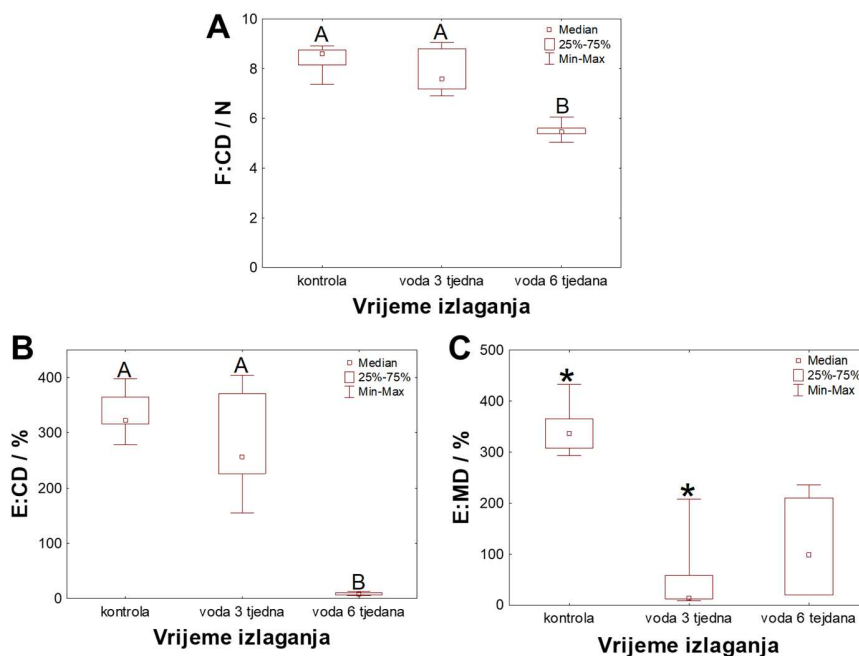 A
F:CD / N
10
8
6
4
2
0
A
A
B
Median
25%-75%
Min-Max
kontrola
voda 3 tjedna
voda 6 tjedana
Vrijeme izlaganja
B
E:CD / %
400
300
200
100
0
A
A
B
Median
25%-75%
Min-Max
kontrola
voda 3 tjedna
voda 6 tjedana
Vrijeme izlaganja
C
E:MD / %
500
400
300
200
100
0
*
*
Median
25%-75%
Min-Max
kontrola
voda 3 tjedna
voda 6 tejdana
Vrijeme izlaganja